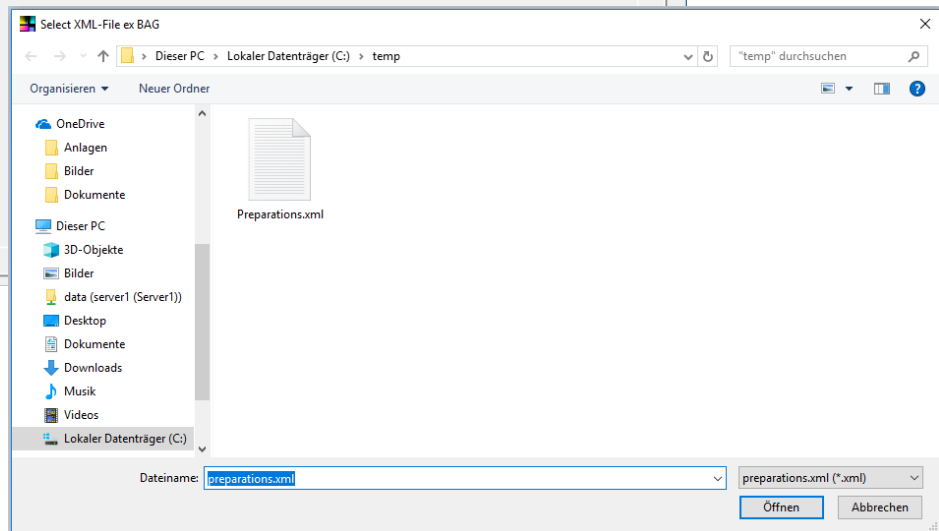 Select XML-File ex BAG
Dieser PC > Lokaler Datenträger (C:) > temp
"temp" durchsuchen
Organisieren
Neuer Ordner
OneDrive
Anlagen
Bilder
Dokumente
Dieser PC
3D-Objekte
Bilder
data (server1 (Server1))
Desktop
Dokumente
Downloads
Musik
Videos
Lokaler Datenträger (C:)
Preparations.xml
Dateiname: preparations.xml
preparations.xml (*.xml)
Öffnen
Abbrechen